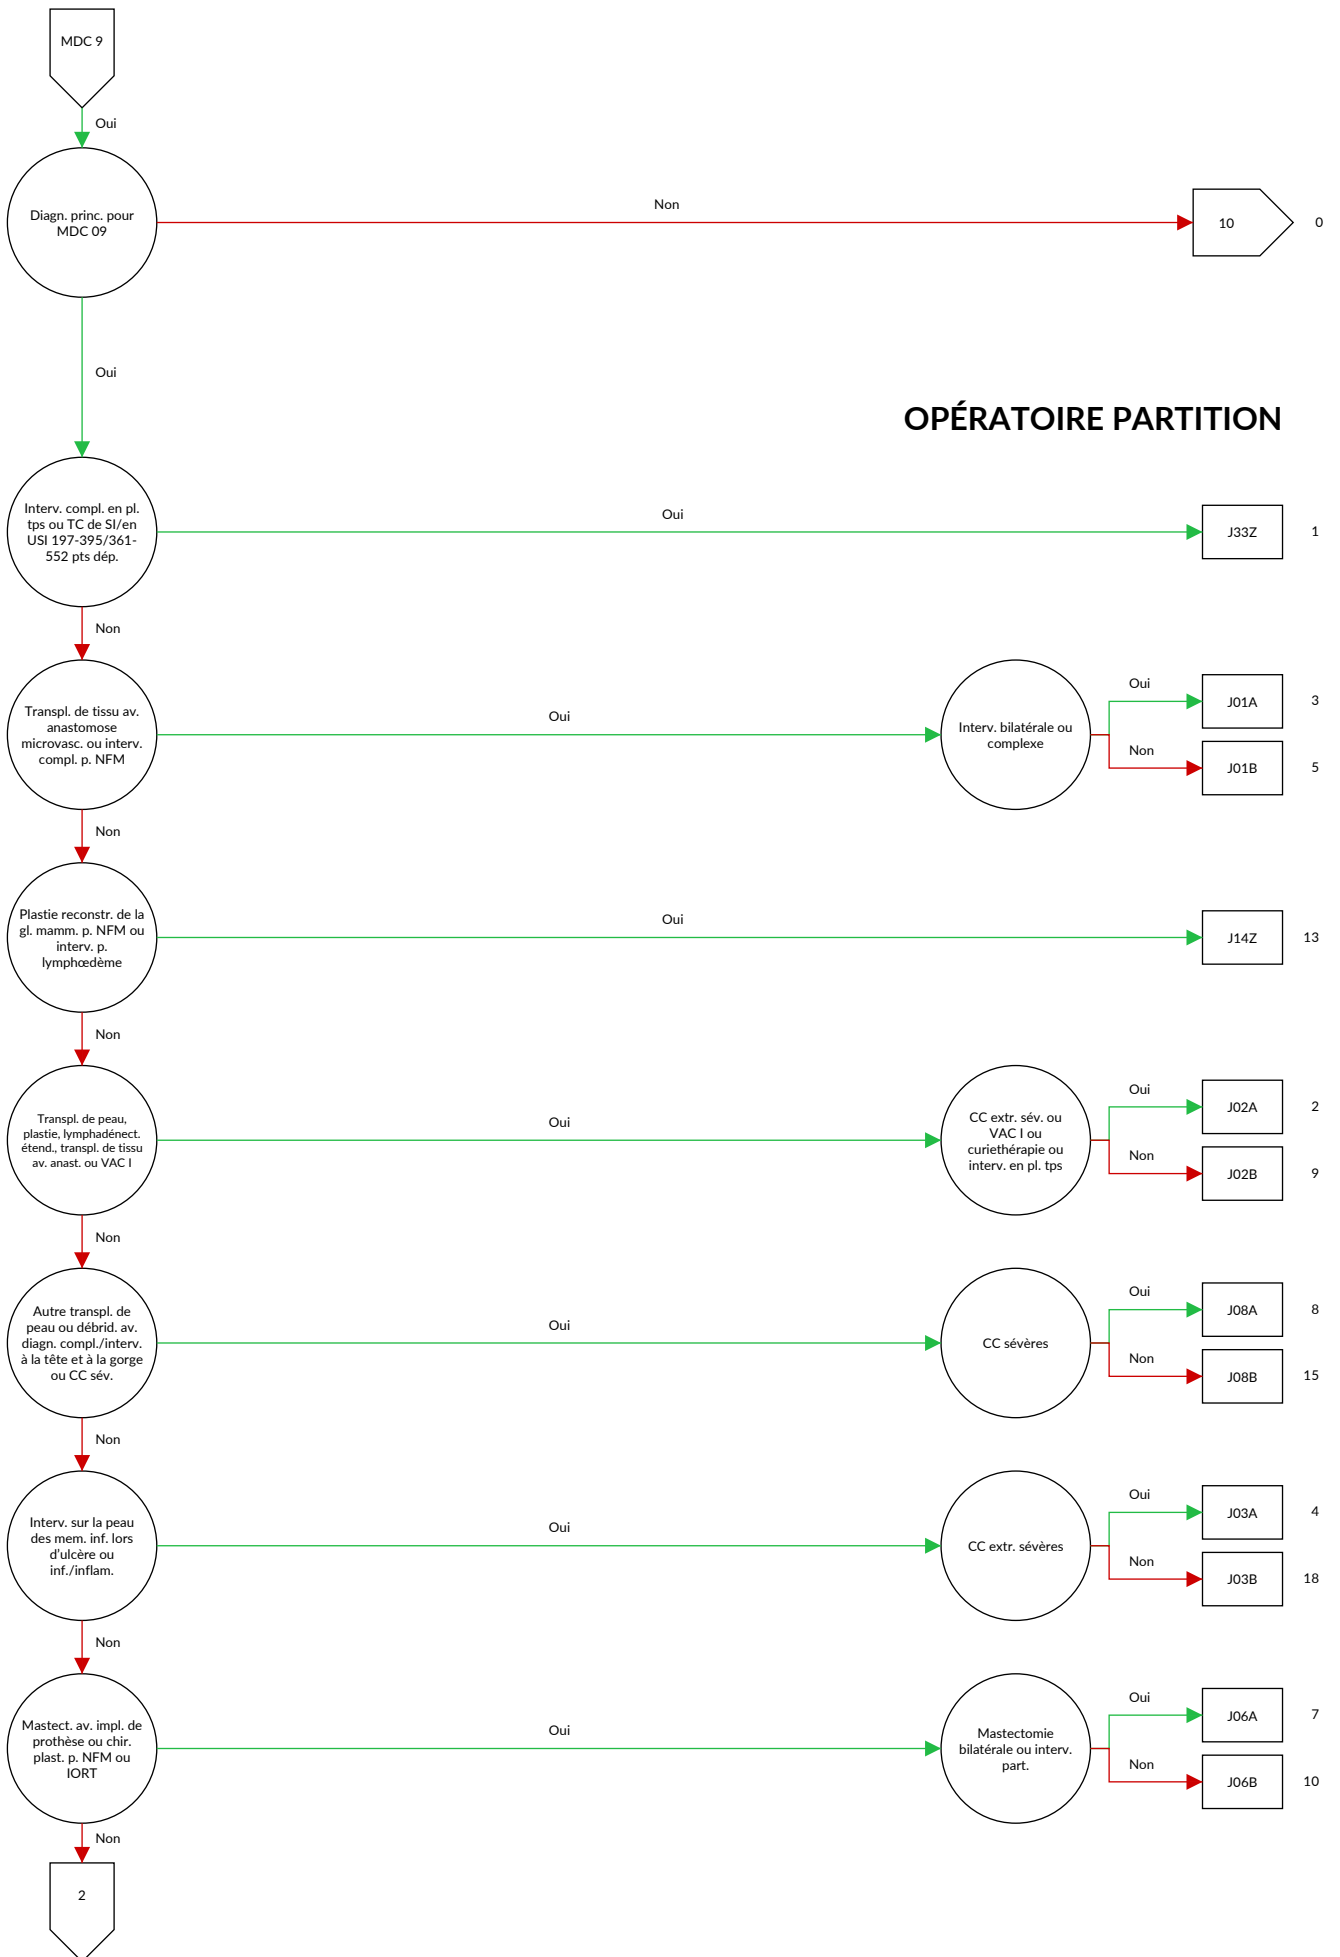 MDC 9
Oui
Diagn. princ. pour
MDC 09
Non
10
0
Oui
OPÉRATOIRE PARTITION
Interv. compl. en pl.
tps ou TC de SI/en
USI 197-395/361-
552 pts dép.
Oui
J33Z
1
Non
Transpl. de tissu av.
anastomose
microvasc. ou interv.
compl. p. NFM
Oui
Interv. bilatérale ou
complexe
Oui
J01A
3
Non
J01B
5
Non
Plastie reconstr. de la
gl. mamm. p. NFM ou
interv. p.
lymphœdème
Oui
J14Z
13
Non
Transpl. de peau,
plastie, lymphadénect.
étend., transpl. de tissu
av. anast. ou VAC I
Oui
CC extr. sév. ou
VAC I ou
curiethérapie ou
interv. en pl. tps
Oui
J02A
2
Non
J02B
9
Non
Autre transpl. de
peau ou débrid. av.
diagn. compl./interv.
à la tête et à la gorge
ou CC sév.
Oui
CC sévères
Oui
J08A
8
Non
J08B
15
Non
Interv. sur la peau
des mem. inf. lors
d'ulcère ou
inf./inflam.
Oui
CC extr. sévères
Oui
J03A
4
Non
J03B
18
Non
Mastect. av. impl. de
prothèse ou chir.
plast. p. NFM ou
IORT
Oui
Mastectomie
bilatérale ou interv.
part.
Oui
J06A
7
Non
J06B
10
Non
2